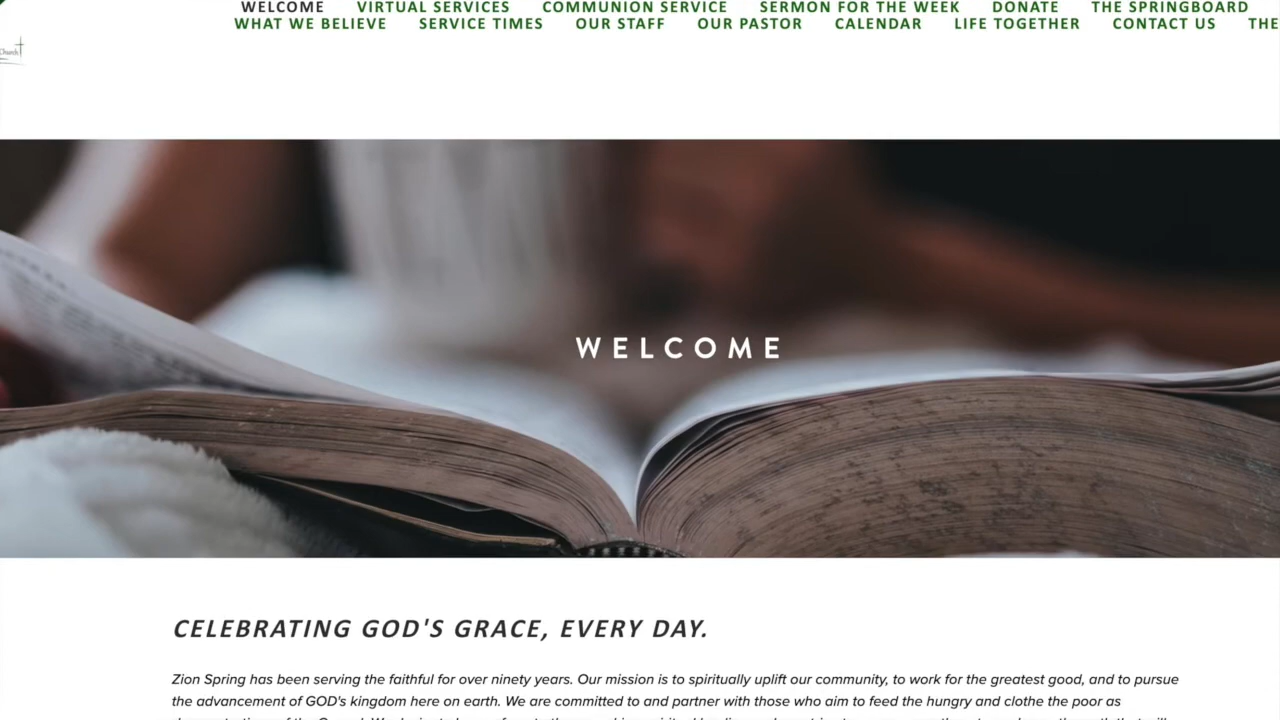 WELCOME VIRTUAL SERVICES COMMUNION SERVICE SERMON FOR THE WEEK DONATE THE SPRINGBOARD
WHAT WE BELIEVE SERVICE TIMES OUR STAFF OUR PASTOR CALENDAR LIFE TOGETHER CONTACT US THE
Church
WELCOME
CELEBRATING GOD'S GRACE, EVERY DAY.
Zion Spring has been serving the faithful for over ninety years. Our mission is to spiritually uplift our community, to work for the greatest good, and to pursue
the advancement of GOD's kingdom here on earth. We are committed to and partner with those who aim to feed the hungry and clothe the poor as